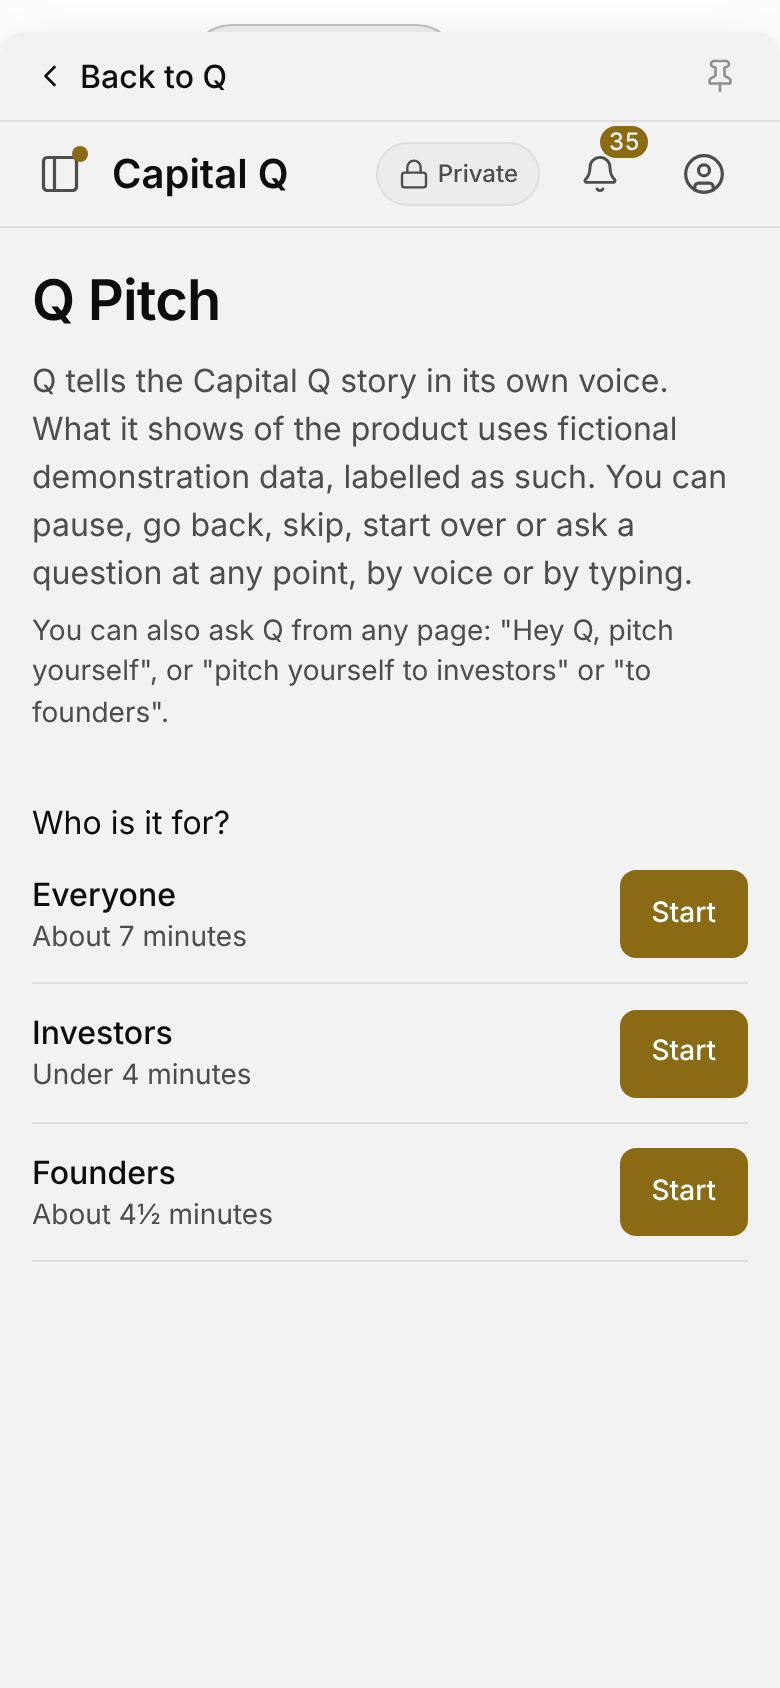 Back to Q
35
Capital Q
Private
Q Pitch
Q tells the Capital Q story in its own voice.
What it shows of the product uses fictional
demonstration data, labelled as such. You can
pause, go back, skip, start over or ask a
question at any point, by voice or by typing.
You can also ask Q from any page: "Hey Q, pitch
yourself", or "pitch yourself to investors" or "to
founders".
Who is it for?
Everyone
About 7 minutes
Start
Investors
Under 4 minutes
Start
Founders
About 4½ minutes
Start